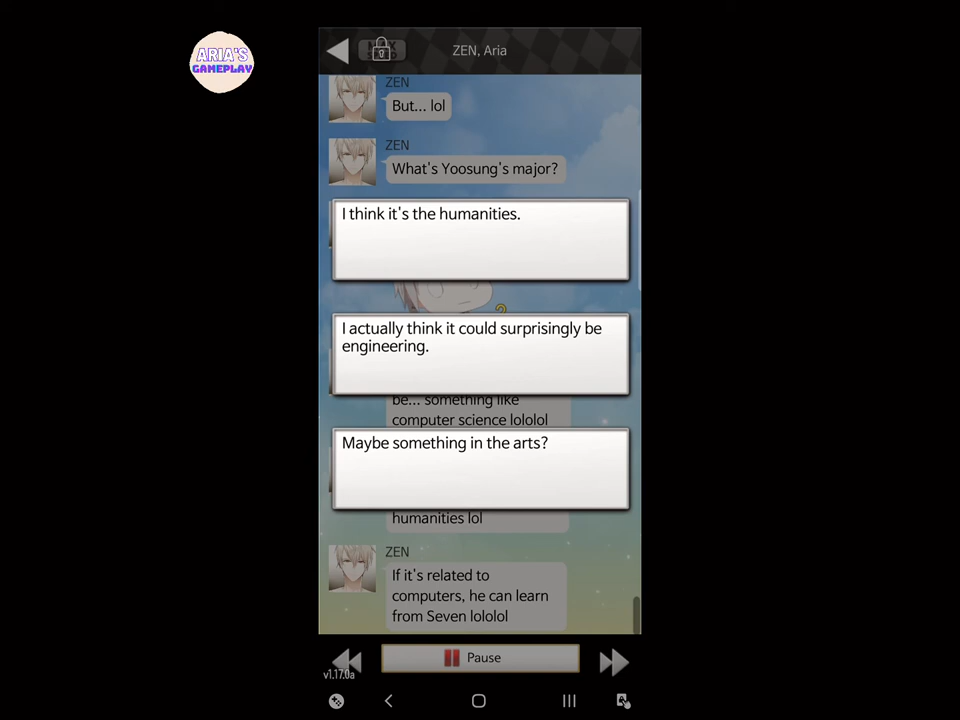 ARIA'S
GAMEPLAY
ZEN, Aria
ZEN
But... lol
ZEN
What's Yoosung's major?
I think it's the humanities.
I actually think it could surprisingly be
engineering.
be... something like
computer science lololol
Maybe something in the arts?
humanities lol
ZEN
If it's related to
computers, he can learn
from Seven lololol
Pause
v1.17.0a